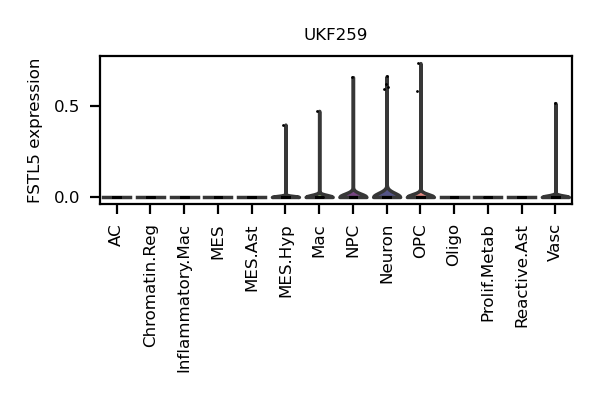 UKF259
FSTL5 expression
0.5
0.0
AC
Chromatin.Reg
Inflammatory.Mac
MES
MES.Ast
MES.Hyp
Mac
NPC
Neuron
OPC
Oligo
Prolif.Metab
Reactive.Ast
Vasc